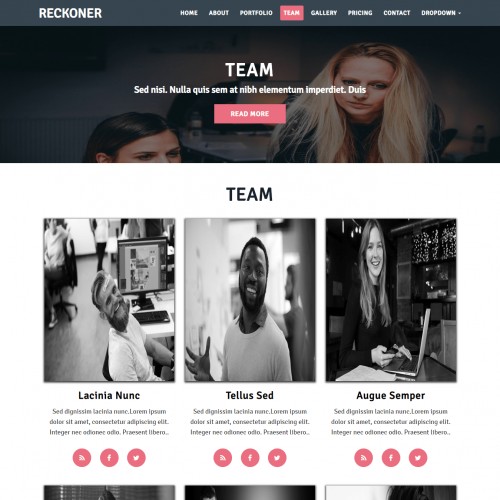 RECKONER
HOME ABOUT PORTFOLIO TEAM GALLERY PRICING CONTACT DROPDOWN
TEAM
Sed nisi. Nulla quis sem at nibh elementum imperdiet. Duis
READ MORE
TEAM
Lacinia Nunc
Sed dignissim lacinia nunc.Lorem ipsum
dolor sit amet, consectetur adipiscing elit.
Integer nec odionec odio. Praesent libero..
Tellus Sed
Sed dignissim lacinia nunc.Lorem ipsum
dolor sit amet, consectetur adipiscing elit.
Integer nec odionec odio. Praesent libero..
Augue Semper
Sed dignissim lacinia nunc.Lorem ipsum
dolor sit amet, consectetur adipiscing elit.
Integer nec odionec odio. Praesent libero..